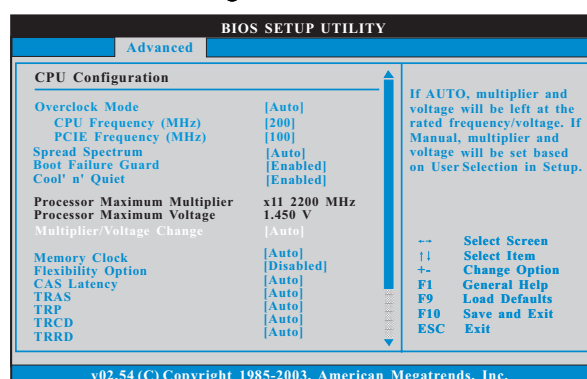 BIOS SETUP UTILITY
Advanced
CPU Configuration
Overclock Mode [Auto]
CPU Frequency (MHz) [200]
PCIE Frequency (MHz) [100]
Spread Spectrum [Auto]
Boot Failure Guard [Enabled]
Cool' n' Quiet [Enabled]
Processor Maximum Multiplier x11 2200 MHz
Processor Maximum Voltage 1.450 V
Multiplier/Voltage Change [Auto]
Memory Clock [Auto]
Flexibility Option [Disabled]
CAS Latency [Auto]
TRAS [Auto]
TRP [Auto]
TRCD [Auto]
TRRD [Auto]
If AUTO, multiplier and
voltage will be left at the
rated frequency/voltage. If
Manual, multiplier and
voltage will be set based
on User Selection in Setup.
←→ Select Screen
↑↓ Select Item
+- Change Option
F1 General Help
F9 Load Defaults
F10 Save and Exit
ESC Exit
v02.54 (C) Copyright 1985-2003, American Megatrends, Inc.